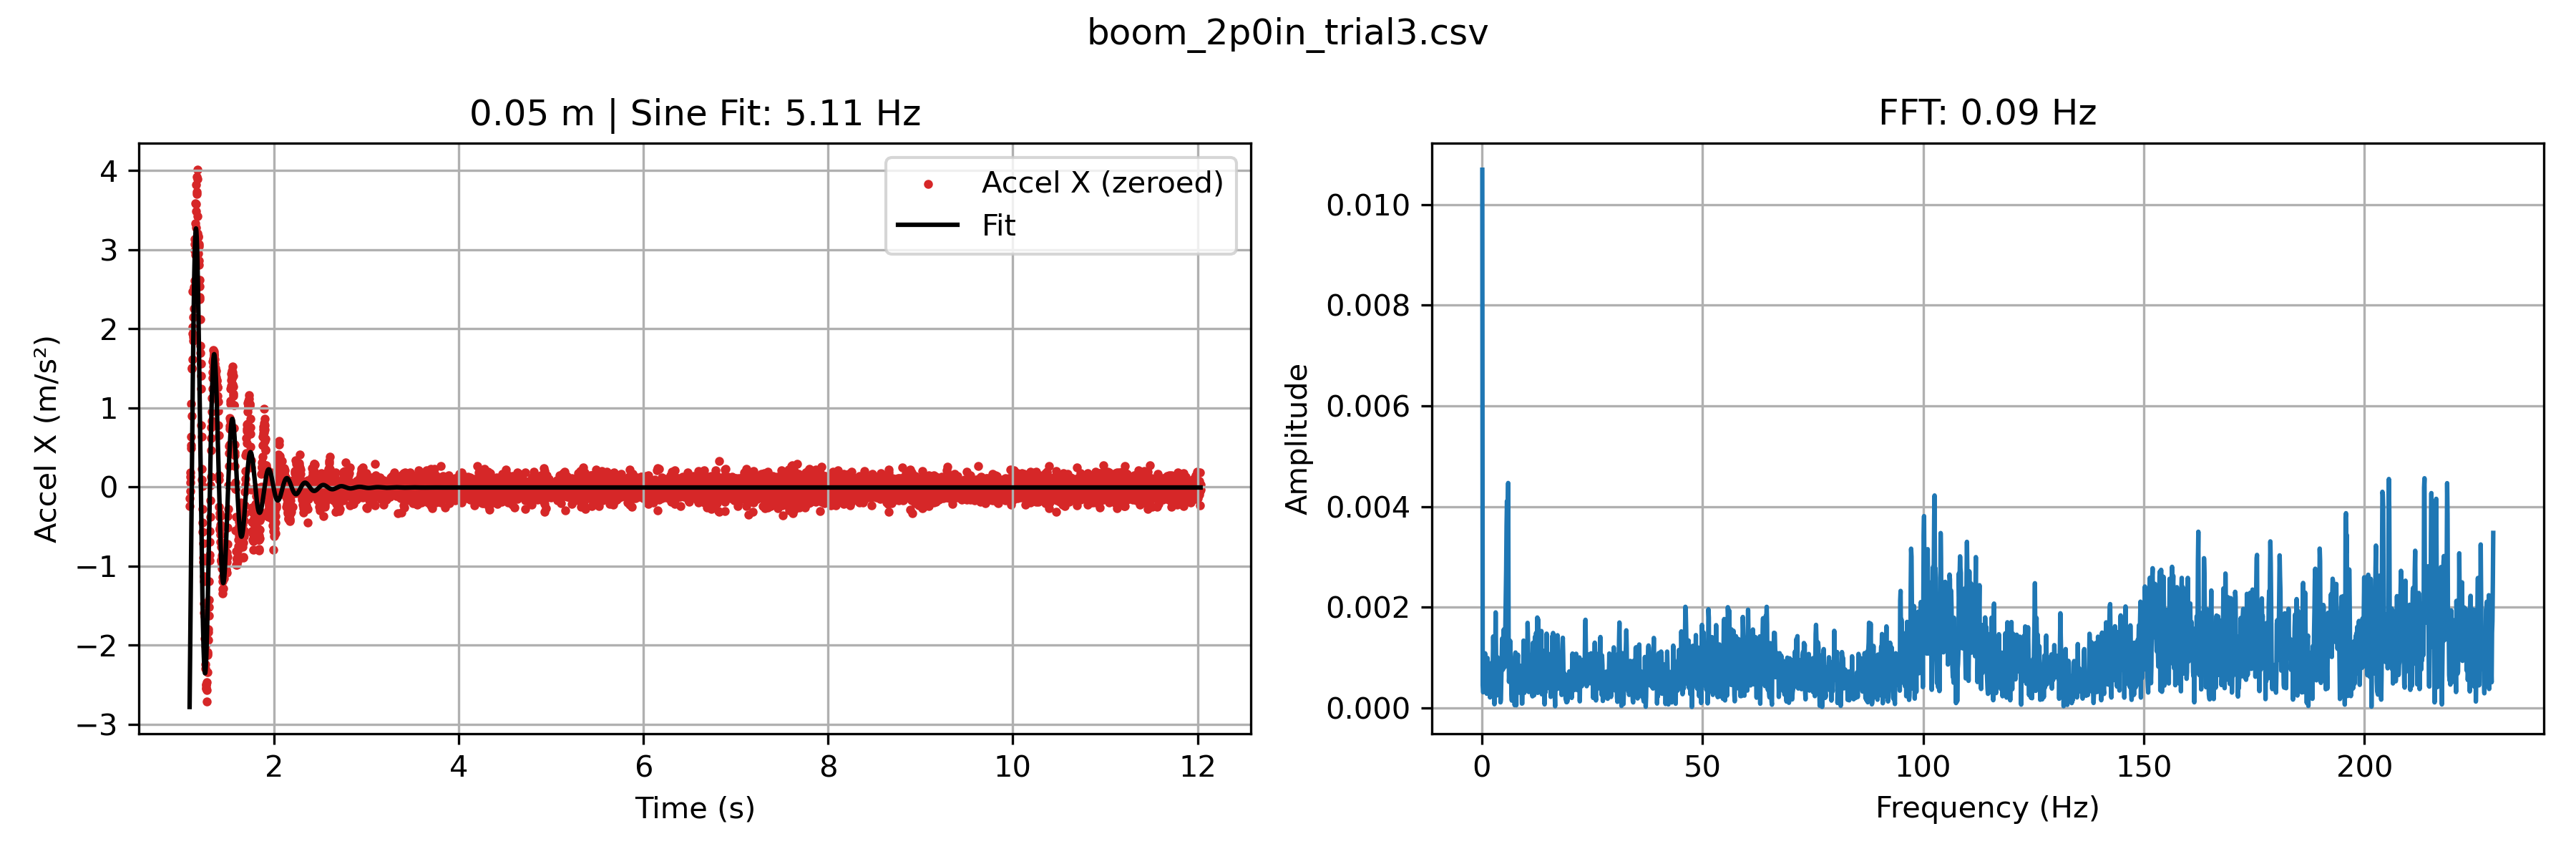 boom_2p0in_trial3.csv
0.05 m | Sine Fit: 5.11 Hz
Accel X (m/s²)
4
3
2
1
0
−1
−2
−3
Accel X (zeroed)
Fit
2 4 6 8 10 12
Time (s)
FFT: 0.09 Hz
Amplitude
0.010
0.008
0.006
0.004
0.002
0.000
0 50 100 150 200
Frequency (Hz)